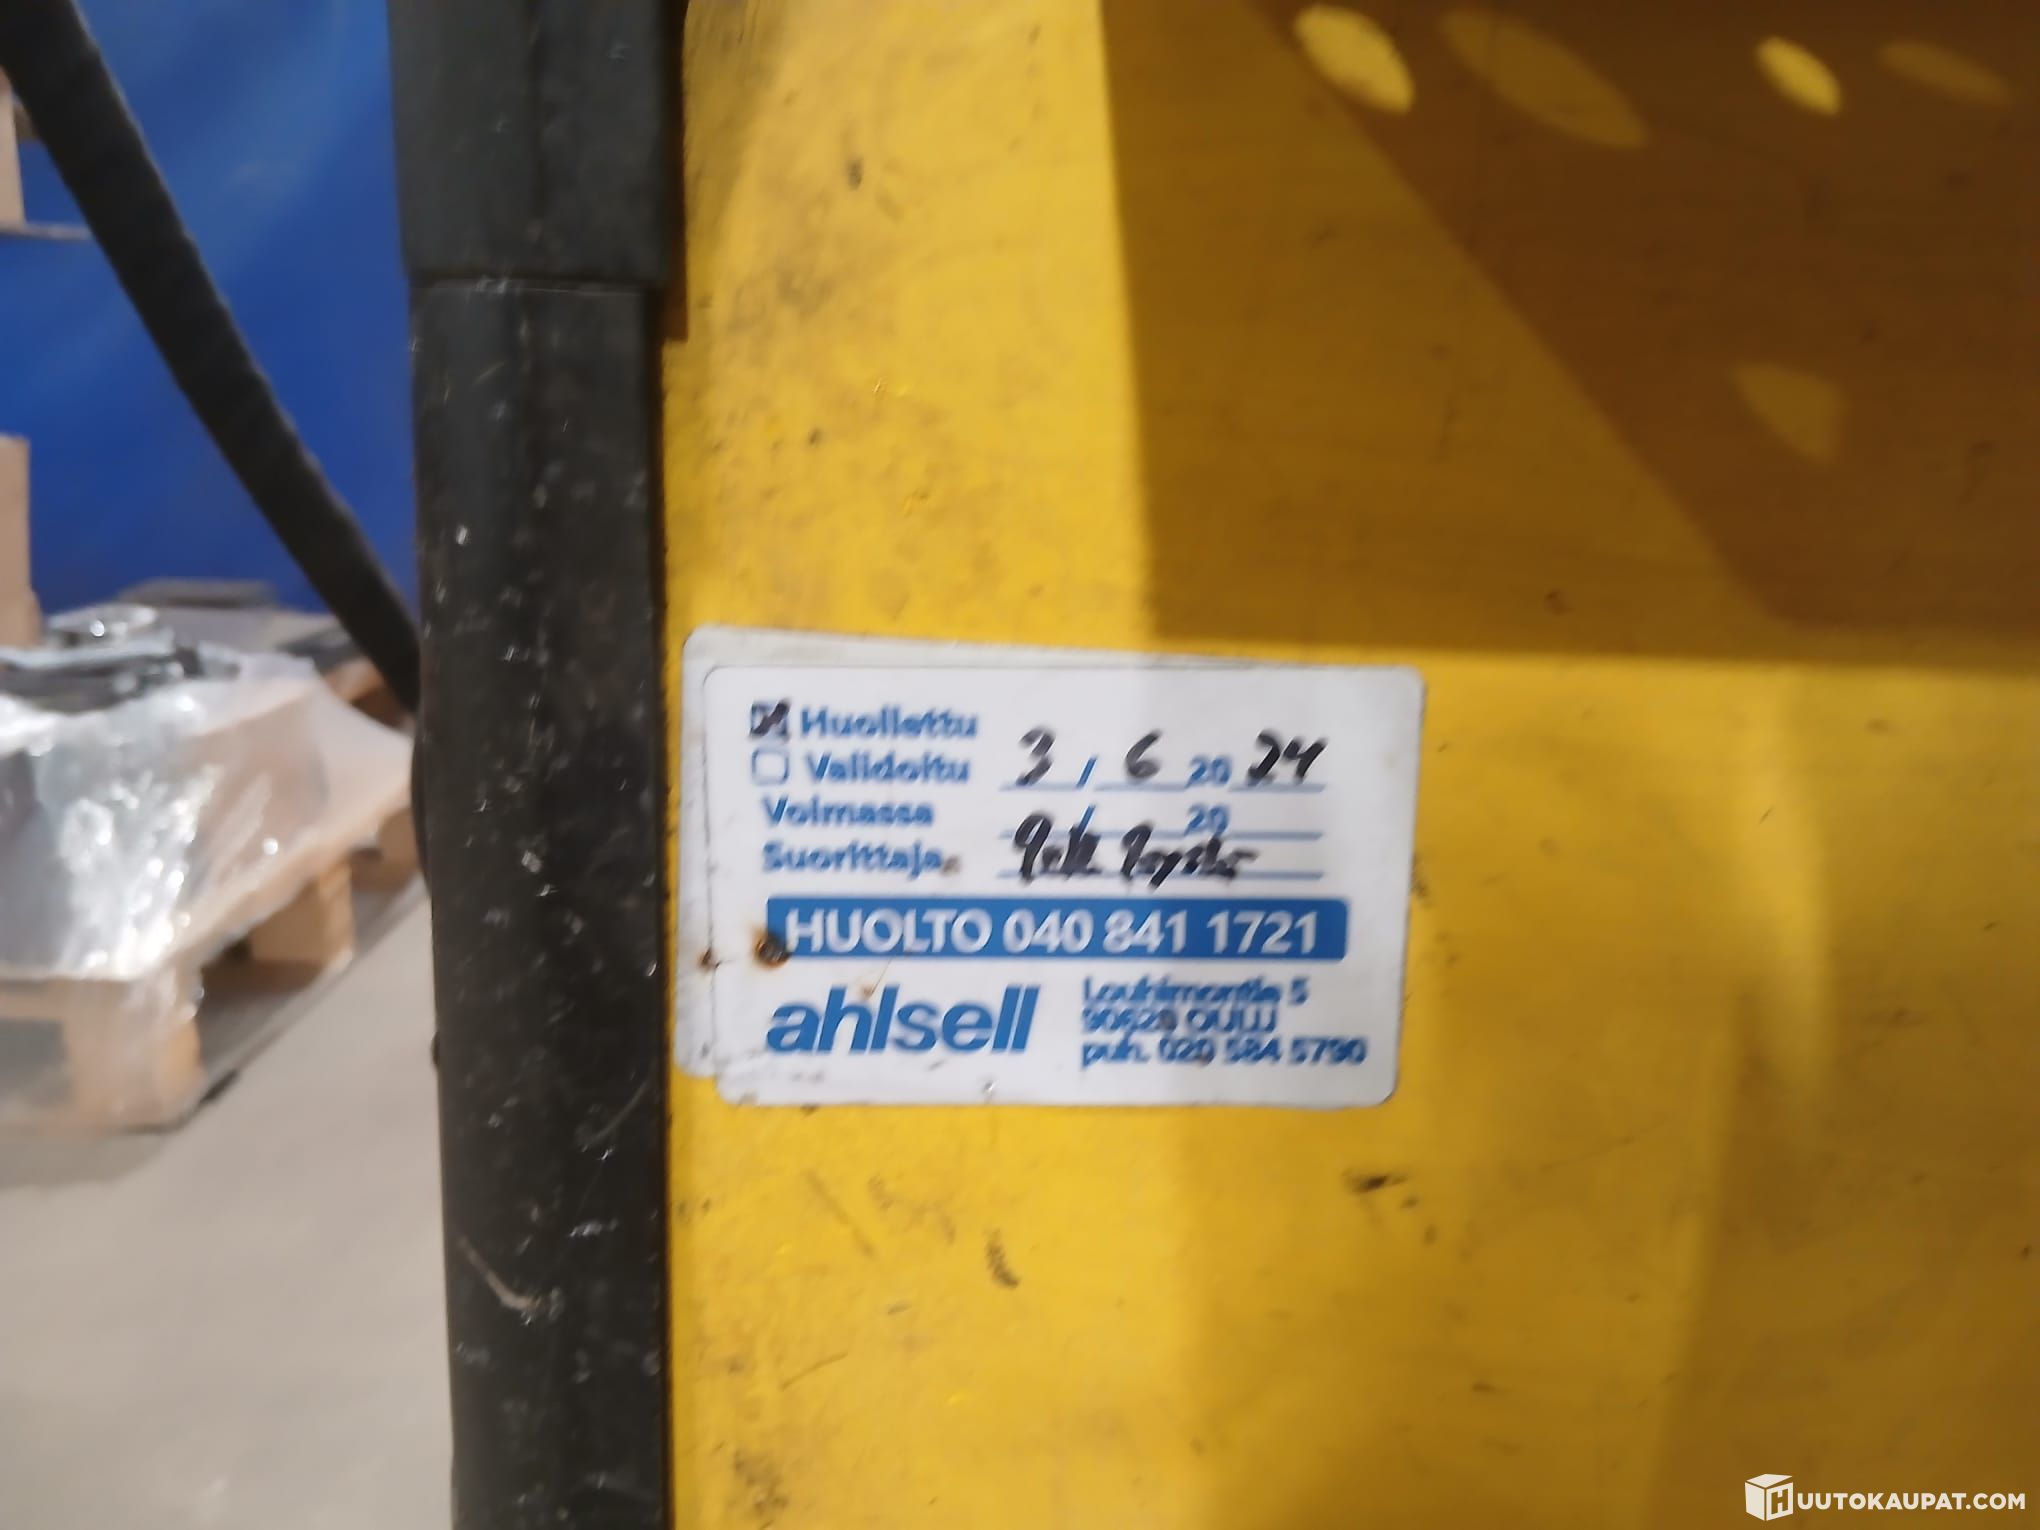 Huollettu
Validoitu 3 / 6 20 24
Voimassa / 20
Suorittaja
HUOLTO 040 841 1721
ahlsell
Louhimontie 5
90620 OULU
puh. 020 584 5790
HUUTOKAUPAT.COM